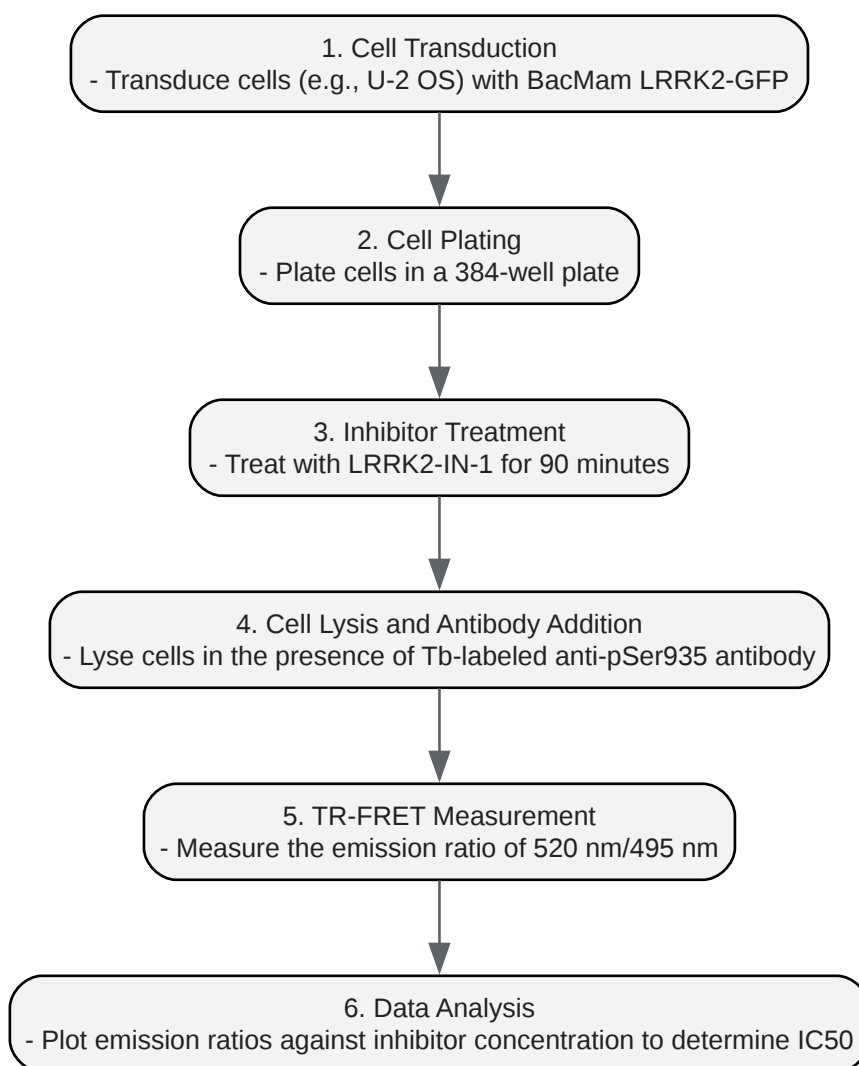 1. Cell Transduction
- Transduce cells (e.g., U-2 OS) with BacMam LRRK2-GFP
2. Cell Plating
- Plate cells in a 384-well plate
3. Inhibitor Treatment
- Treat with LRRK2-IN-1 for 90 minutes
4. Cell Lysis and Antibody Addition
- Lyse cells in the presence of Tb-labeled anti-pSer935 antibody
5. TR-FRET Measurement
- Measure the emission ratio of 520 nm/495 nm
6. Data Analysis
- Plot emission ratios against inhibitor concentration to determine IC50